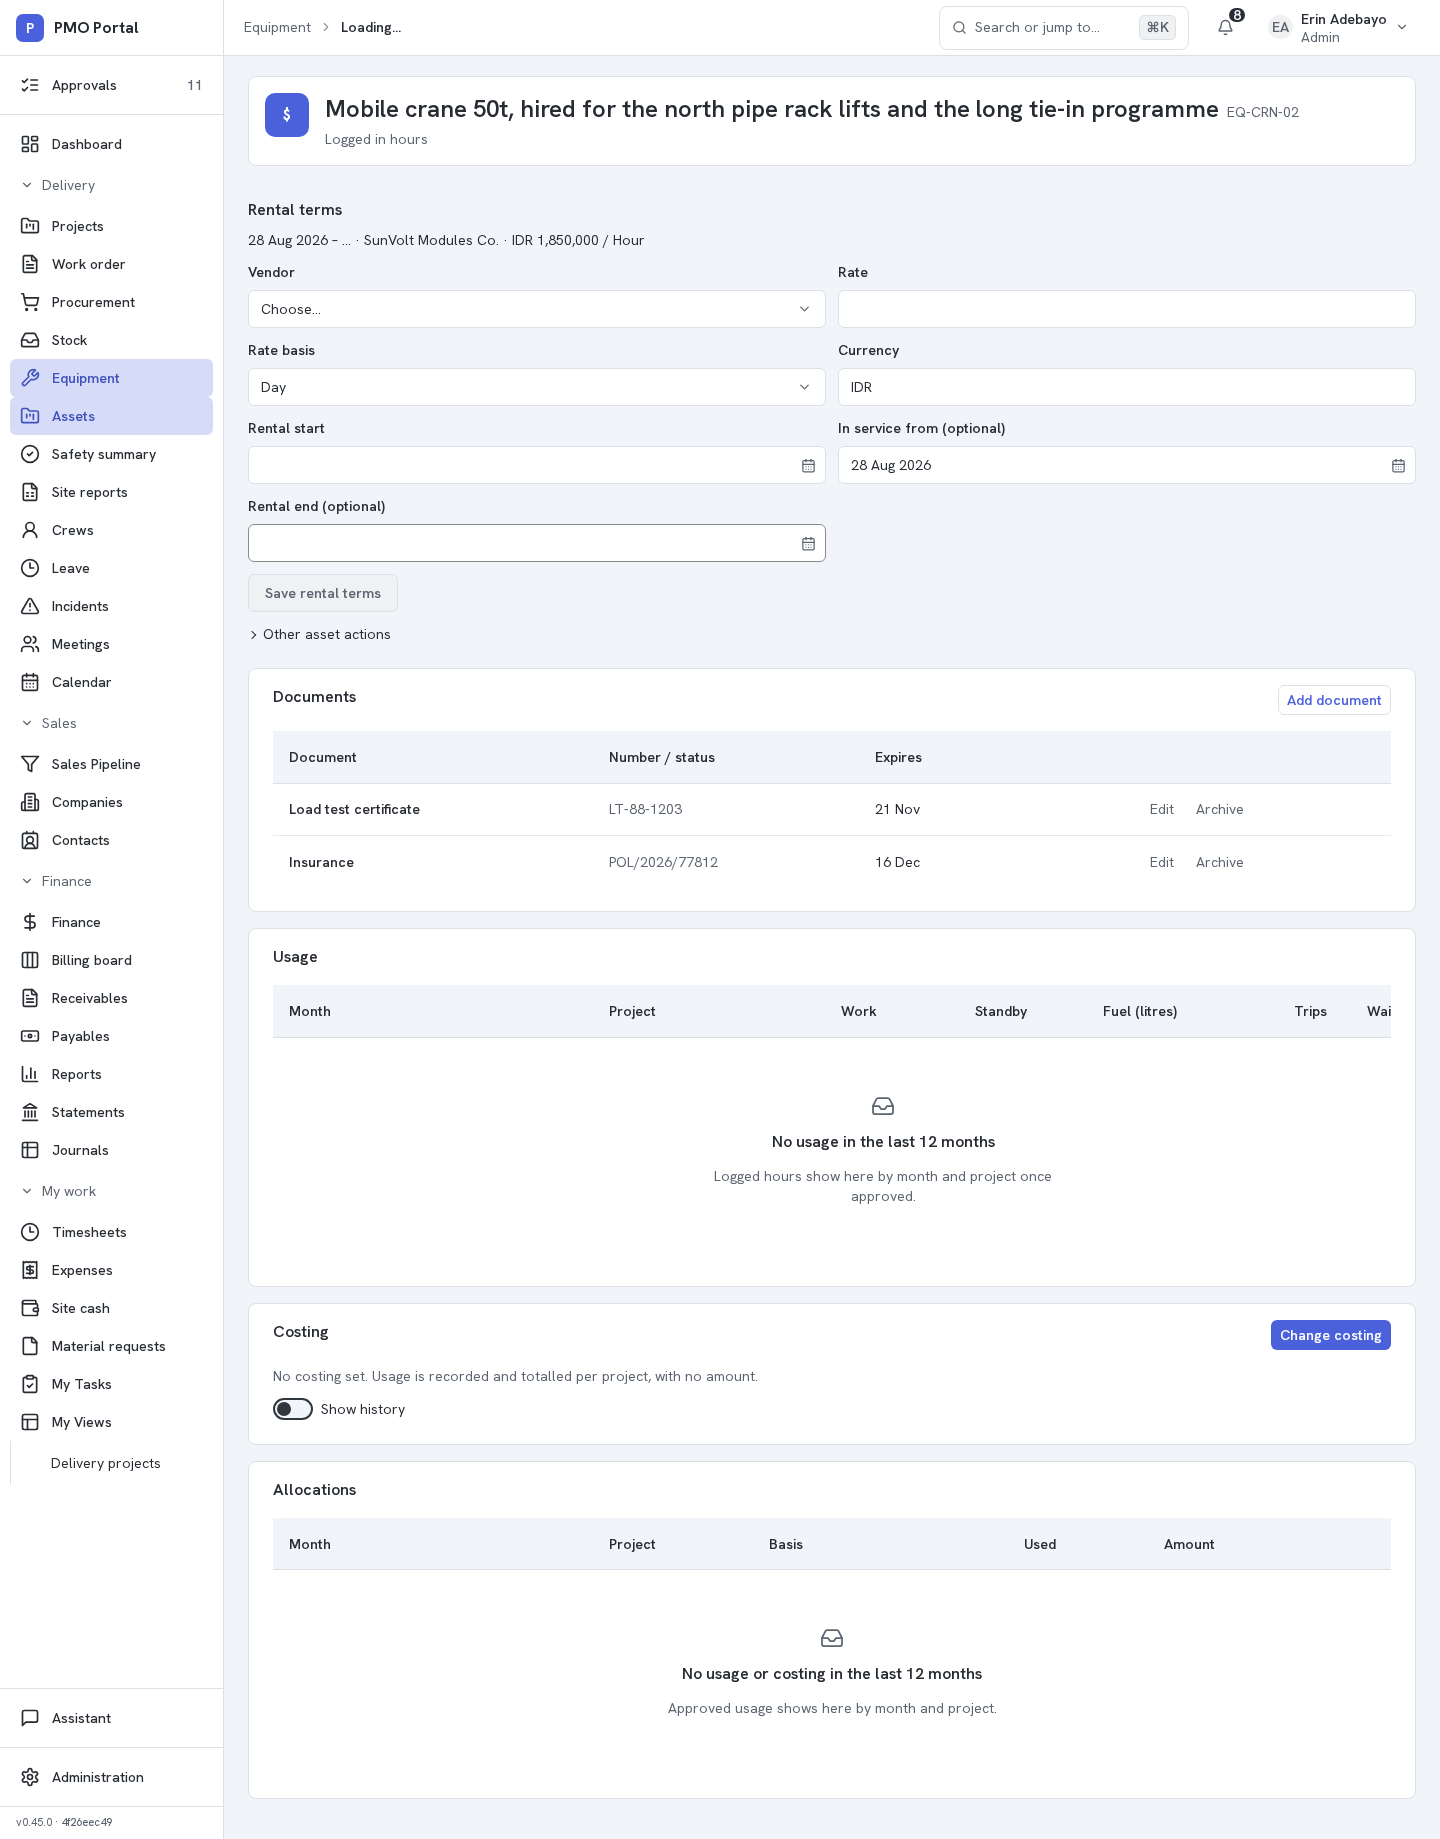 P PMO Portal
Equipment > Loading...
Search or jump to... ⌘K
8
EA Erin Adebayo
Admin
Approvals 11
Dashboard
Delivery
Projects
Work order
Procurement
Stock
Equipment
Assets
Safety summary
Site reports
Crews
Leave
Incidents
Meetings
Calendar
Sales
Sales Pipeline
Companies
Contacts
Finance
Finance
Billing board
Receivables
Payables
Reports
Statements
Journals
My work
Timesheets
Expenses
Site cash
Material requests
My Tasks
My Views
Delivery projects
Assistant
Administration
v0.45.0 · 4f26eec49
$ Mobile crane 50t, hired for the north pipe rack lifts and the long tie-in programme EQ-CRN-02
Logged in hours
Rental terms
28 Aug 2026 – ... · SunVolt Modules Co. · IDR 1,850,000 / Hour
Vendor Rate
Choose...
Rate basis Currency
Day IDR
Rental start In service from (optional)
28 Aug 2026
Rental end (optional)
Save rental terms
Other asset actions
Documents Add document
Document Number / status Expires
Load test certificate LT-88-1203 21 Nov Edit Archive
Insurance POL/2026/77812 16 Dec Edit Archive
Usage
Month Project Work Standby Fuel (litres) Trips Wai
No usage in the last 12 months
Logged hours show here by month and project once
approved.
Costing Change costing
No costing set. Usage is recorded and totalled per project, with no amount.
Show history
Allocations
Month Project Basis Used Amount
No usage or costing in the last 12 months
Approved usage shows here by month and project.